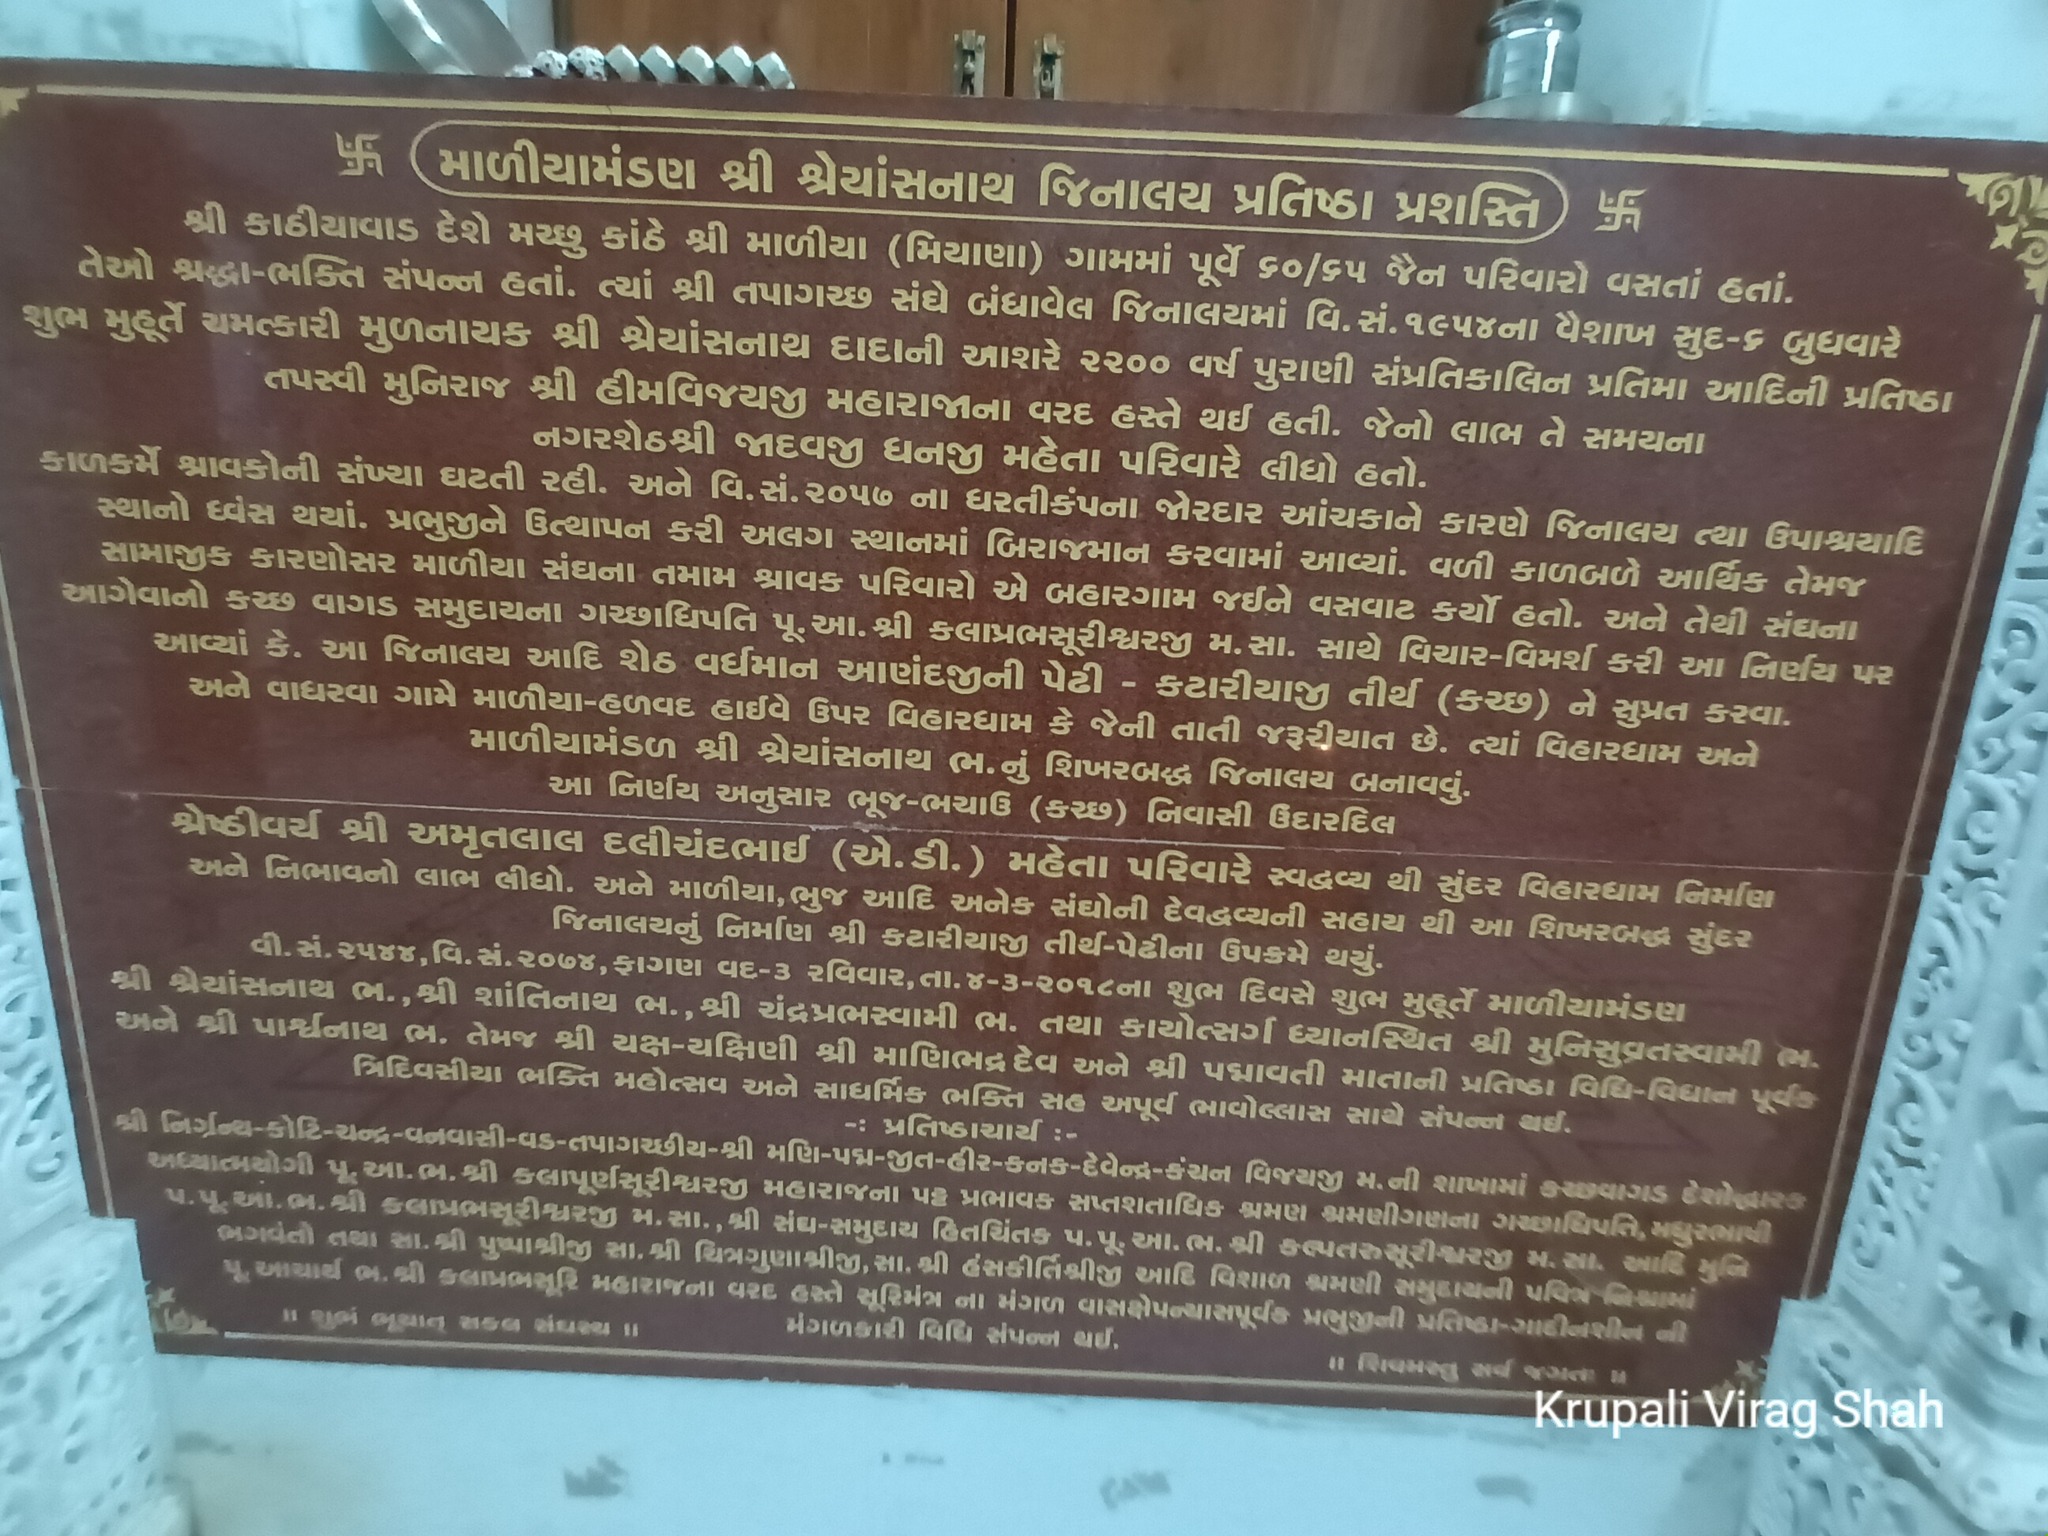 માળીયામંડણ શ્રી શ્રેયાંસનાથ જિનાલય પ્રતિષ્ઠા પ્રશસ્તિ
શ્રી કાઠીયાવાડ દેશે મચ્છુ કાંઠે શ્રી માળીયા (મિયાણા) ગામમાં પૂર્વે ૬૦/૬૫ જૈન પરિવારો વસતાં હતાં.
તેઓ શ્રદ્ધા-ભક્તિ સંપન્ન હતાં. ત્યાં શ્રી તપાગચ્છ સંઘે બંધાવેલ જિનાલયમાં વિ.સં.૧૯૫૪ના વૈશાખ સુદ-૬ બુધવારે
શુભ મુહૂર્તે ચમત્કારી મુળનાયક શ્રી શ્રેયાંસનાથ દાદાની આશરે ૨૨૦૦ વર્ષ પુરાણી સંપ્રતિકાલિન પ્રતિમા આદિની પ્રતિષ્ઠા
તપસ્વી મુનિરાજ શ્રી હીમવિજયજી મહારાજાના વરદ હસ્તે થઈ હતી. જેનો લાભ તે સમયના
નગરશેઠશ્રી જાદવજી ધનજી મહેતા પરિવારે લીધો હતો.
કાળકર્મે શ્રાવકોની સંખ્યા ઘટતી રહી. અને વિ.સં.૨૦૫૭ ના ધરતીકંપના જોરદાર આંચકાને કારણે જિનાલય ત્થા ઉપાશ્રયાદિ
સ્થાનો ધ્વંસ થયાં. પ્રભુજીને ઉત્થાપન કરી અલગ સ્થાનમાં બિરાજમાન કરવામાં આવ્યાં. વળી કાળબળે આર્થિક તેમજ
સામાજીક કારણોસર માળીયા સંઘના તમામ શ્રાવક પરિવારો એ બહારગામ જઈને વસવાટ કર્યો હતો. અને તેથી સંઘના
આગેવાનો કચ્છ વાગડ સમુદાયના ગચ્છાધિપતિ પૂ.આ.શ્રી કલાપ્રભસૂરીશ્વરજી મ.સા. સાથે વિચાર-વિમર્શ કરી આ નિર્ણય પર
આવ્યાં કે. આ જિનાલય આદિ શેઠ વર્ધમાન આણંદજીની પેઢી - કટારીયાજી તીર્થ (કચ્છ) ને સુપ્રત કરવા.
અને વાધરવા ગામે માળીયા-હળવદ હાઈવે ઉપર વિહારધામ કે જેની તાતી જરૂરીયાત છે. ત્યાં વિહારધામ અને
માળીયામંડળ શ્રી શ્રેયાંસનાથ ભ.નું શિખરબદ્ધ જિનાલય બનાવવું.
આ નિર્ણય અનુસાર ભૂજ-ભચાઉ (કચ્છ) નિવાસી ઉદારદિલ
શ્રેષ્ઠીવર્ય શ્રી અમૃતલાલ દલીચંદભાઈ (એ.ડી.) મહેતા પરિવારે સ્વદ્રવ્ય થી સુંદર વિહારધામ નિર્માણ
અને નિભાવનો લાભ લીધો. અને માળીયા,ભુજ આદિ અનેક સંઘોની દેવદ્રવ્યની સહાય થી આ શિખરબદ્ધ સુંદર
જિનાલયનું નિર્માણ શ્રી કટારીયાજી તીર્થ-પેઢીના ઉપક્રમે થયું.
વી.સં.૨૫૪૪,વિ.સં.૨૦૭૪,ફાગણ વદ-૩ રવિવાર,તા.૪-૩-૨૦૧૮ના શુભ દિવસે શુભ મુહૂર્તે માળીયામંડણ
શ્રી શ્રેયાંસનાથ ભ.,શ્રી શાંતિનાથ ભ.,શ્રી ચંદ્રપ્રભસ્વામી ભ. તથા કાયોત્સર્ગ ધ્યાનસ્થિત શ્રી મુનિસુવ્રતસ્વામી ભ.
અને શ્રી પાર્શ્વનાથ ભ. તેમજ શ્રી યક્ષ-યક્ષિણી શ્રી માણિભદ્ર દેવ અને શ્રી પદ્માવતી માતાની પ્રતિષ્ઠા વિધિ-વિધાન પૂર્વક
ત્રિદિવસીયા ભક્તિ મહોત્સવ અને સાધર્મિક ભક્તિ સહ અપૂર્વ ભાવોલ્લાસ સાથે સંપન્ન થઈ.
-: પ્રતિષ્ઠાચાર્ય :-
શ્રી નિર્ગ્રન્થ-કોટિ-ચન્દ્ર-વનવાસી-વડ-તપાગચ્છીય-શ્રી મણિ-પદ્મ-જીત-હીર-કનક-દેવેન્દ્ર-કંચન વિજયજી મ.ની શાખામાં કચ્છવાગડ દેશોદ્ધારક
અધ્યાત્મયોગી પૂ.આ.ભ.શ્રી કલાપૂર્ણસૂરીશ્વરજી મહારાજના પટ્ટ પ્રભાવક સપ્તશતાધિક શ્રમણ શ્રમણીગણના ગચ્છાધિપતિ, મધુરભાષી
પ.પૂ.આ.ભ.શ્રી કલાપ્રભસૂરીશ્વરજી મ.સા.,શ્રી સંઘ-સમુદાય હિતચિંતક પ.પૂ.આ.ભ.શ્રી કલ્પતરુસૂરીશ્વરજી મ.સા. આદિ મુનિ
ભગવંતો તથા સા.શ્રી પુષ્પાશ્રીજી સા.શ્રી ચિત્રગુણાશ્રીજી,સા.શ્રી હંસકીર્તિશ્રીજી આદિ વિશાળ શ્રમણી સમુદાયની પવિત્ર નિશ્રામાં
પૂ.આચાર્ય ભ.શ્રી કલાપ્રભસૂરિ મહારાજના વરદ હસ્તે સૂરિમંત્ર ના મંગળ વાસક્ષેપન્યાસપૂર્વક પ્રભુજીની પ્રતિષ્ઠા-ગાદીનશીન ની
મંગળકારી વિધિ સંપન્ન થઈ.
॥ શુભં ભૂયાત્ સકલ સંઘસ્ય ॥
॥ શિવમસ્તુ સર્વ જગતઃ ॥
Krupali Virag Shah